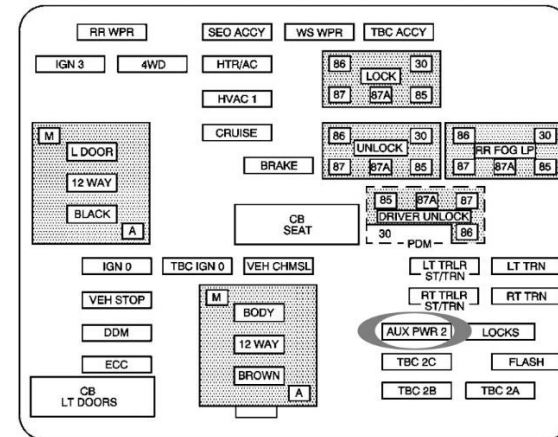 RR WPR SEO ACCY WS WPR TBC ACCY
IGN 3 4WD HTR/AC
86 30
LOCK
87 87A 85
HVAC 1
CRUISE
86 30
UNLOCK
87 87A 85
86 30
RR FOG LP
87 87A 85
BRAKE
M
L DOOR
12 WAY
BLACK
A
85 87A 87
DRIVER UNLOCK
30 86
PDM
CB
SEAT
IGN 0 TBC IGN 0 VEH CHMSL
LT TRLR
ST/TRN
LT TRN
VEH STOP
RT TRLR
ST/TRN
RT TRN
M
BODY
12 WAY
BROWN
A
DDM
AUX PWR 2 LOCKS
ECC
TBC 2C FLASH
CB
LT DOORS
TBC 2B TBC 2A